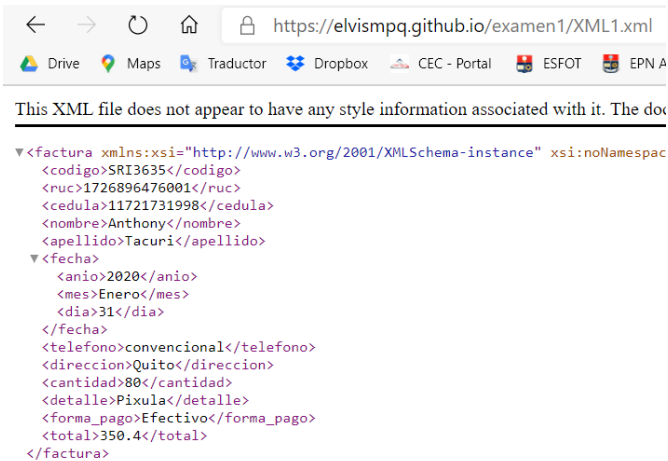 https://elvismpq.github.io/examen1/XML1.xml
Drive Maps Traductor Dropbox CEC - Portal ESFOT EPN A
This XML file does not appear to have any style information associated with it. The doc
▼<factura xmlns:xsi="http://www.w3.org/2001/XMLSchema-instance" xsi:noNamespac
<codigo>SRI3635</codigo>
<ruc>1726896476001</ruc>
<cedula>11721731998</cedula>
<nombre>Anthony</nombre>
<apellido>Tacuri</apellido>
▼<fecha>
<anio>2020</anio>
<mes>Enero</mes>
<dia>31</dia>
</fecha>
<telefono>convencional</telefono>
<direccion>Quito</direccion>
<cantidad>80</cantidad>
<detalle>Pixula</detalle>
<forma_pago>Efectivo</forma_pago>
<total>350.4</total>
</factura>